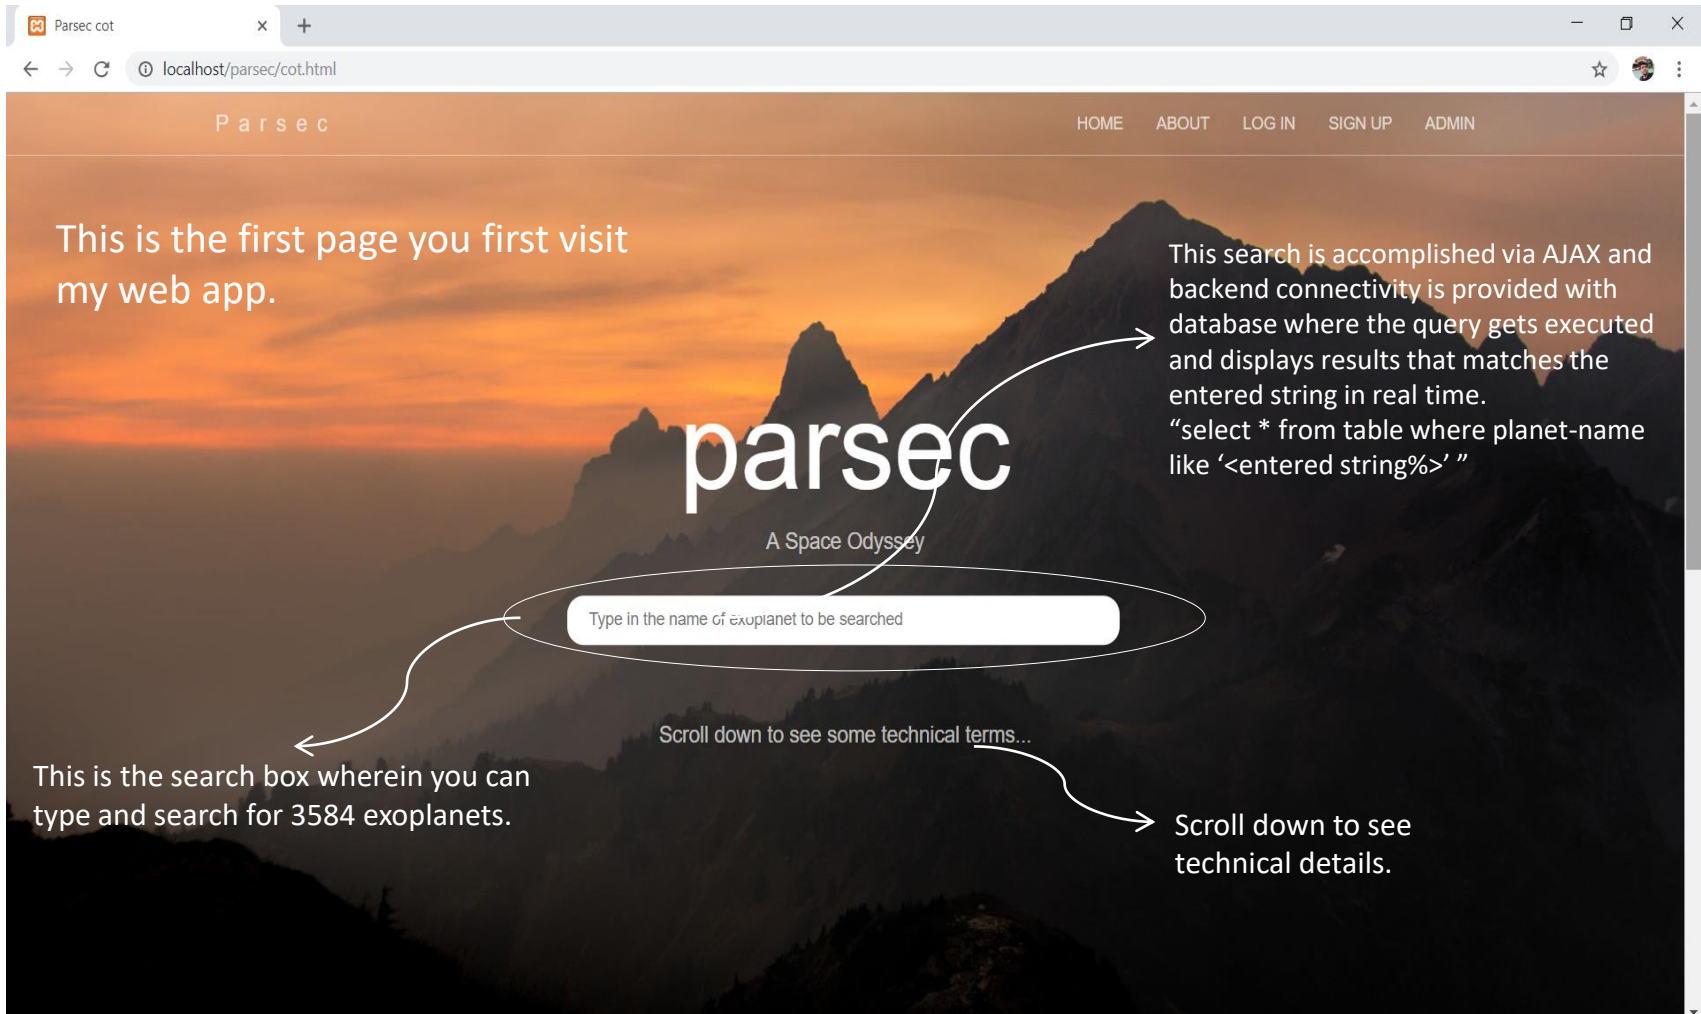 Parsec cot
localhost/parsec/cot.html
Parsec
HOME ABOUT LOG IN SIGN UP ADMIN
This is the first page you first visit
my web app.
This search is accomplished via AJAX and
backend connectivity is provided with
database where the query gets executed
and displays results that matches the
entered string in real time.
“select * from table where planet-name
like ‘<entered string%>’ ”
parsec
A Space Odyssey
Type in the name of exoplanet to be searched
Scroll down to see some technical terms...
This is the search box wherein you can
type and search for 3584 exoplanets.
Scroll down to see
technical details.